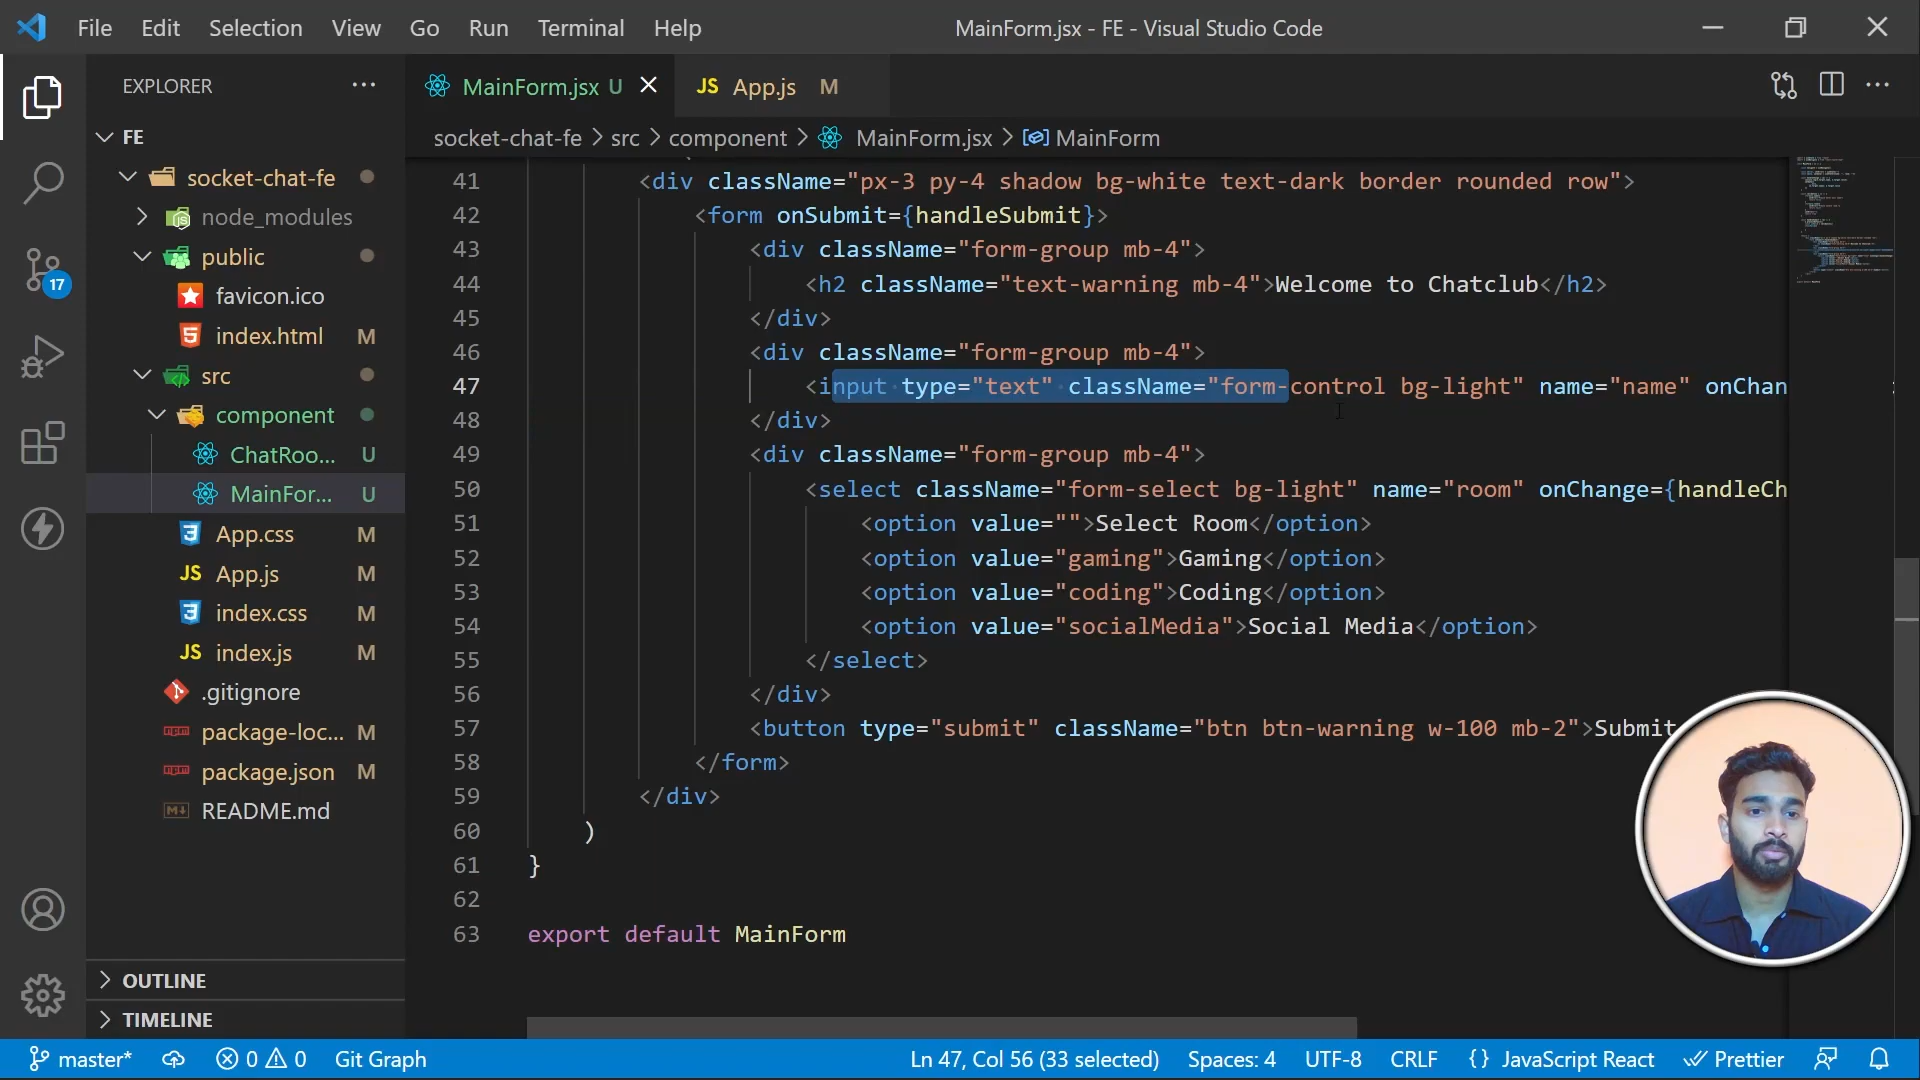 File Edit Selection View Go Run Terminal Help
MainForm.jsx - FE - Visual Studio Code
EXPLORER
MainForm.jsx U
JS App.js M
FE
socket-chat-fe > src > component > MainForm.jsx > MainForm
socket-chat-fe
node_modules
public
favicon.ico
index.html M
src
component
ChatRoo... U
MainFor... U
App.css M
JS App.js M
index.css M
JS index.js M
.gitignore
package-loc... M
package.json M
README.md
OUTLINE
TIMELINE
17
41 <div className="px-3 py-4 shadow bg-white text-dark border rounded row">
42 <form onSubmit={handleSubmit}>
43 <div className="form-group mb-4">
44 <h2 className="text-warning mb-4">Welcome to Chatclub</h2>
45 </div>
46 <div className="form-group mb-4">
47 <input type="text" className="form-control bg-light" name="name" onChan
48 </div>
49 <div className="form-group mb-4">
50 <select className="form-select bg-light" name="room" onChange={handleCh
51 <option value="">Select Room</option>
52 <option value="gaming">Gaming</option>
53 <option value="coding">Coding</option>
54 <option value="socialMedia">Social Media</option>
55 </select>
56 </div>
57 <button type="submit" className="btn btn-warning w-100 mb-2">Submit
58 </form>
59 </div>
60 )
61 }
62
63 export default MainForm
master* 0 0 Git Graph Ln 47, Col 56 (33 selected) Spaces: 4 UTF-8 CRLF {} JavaScript React Prettier